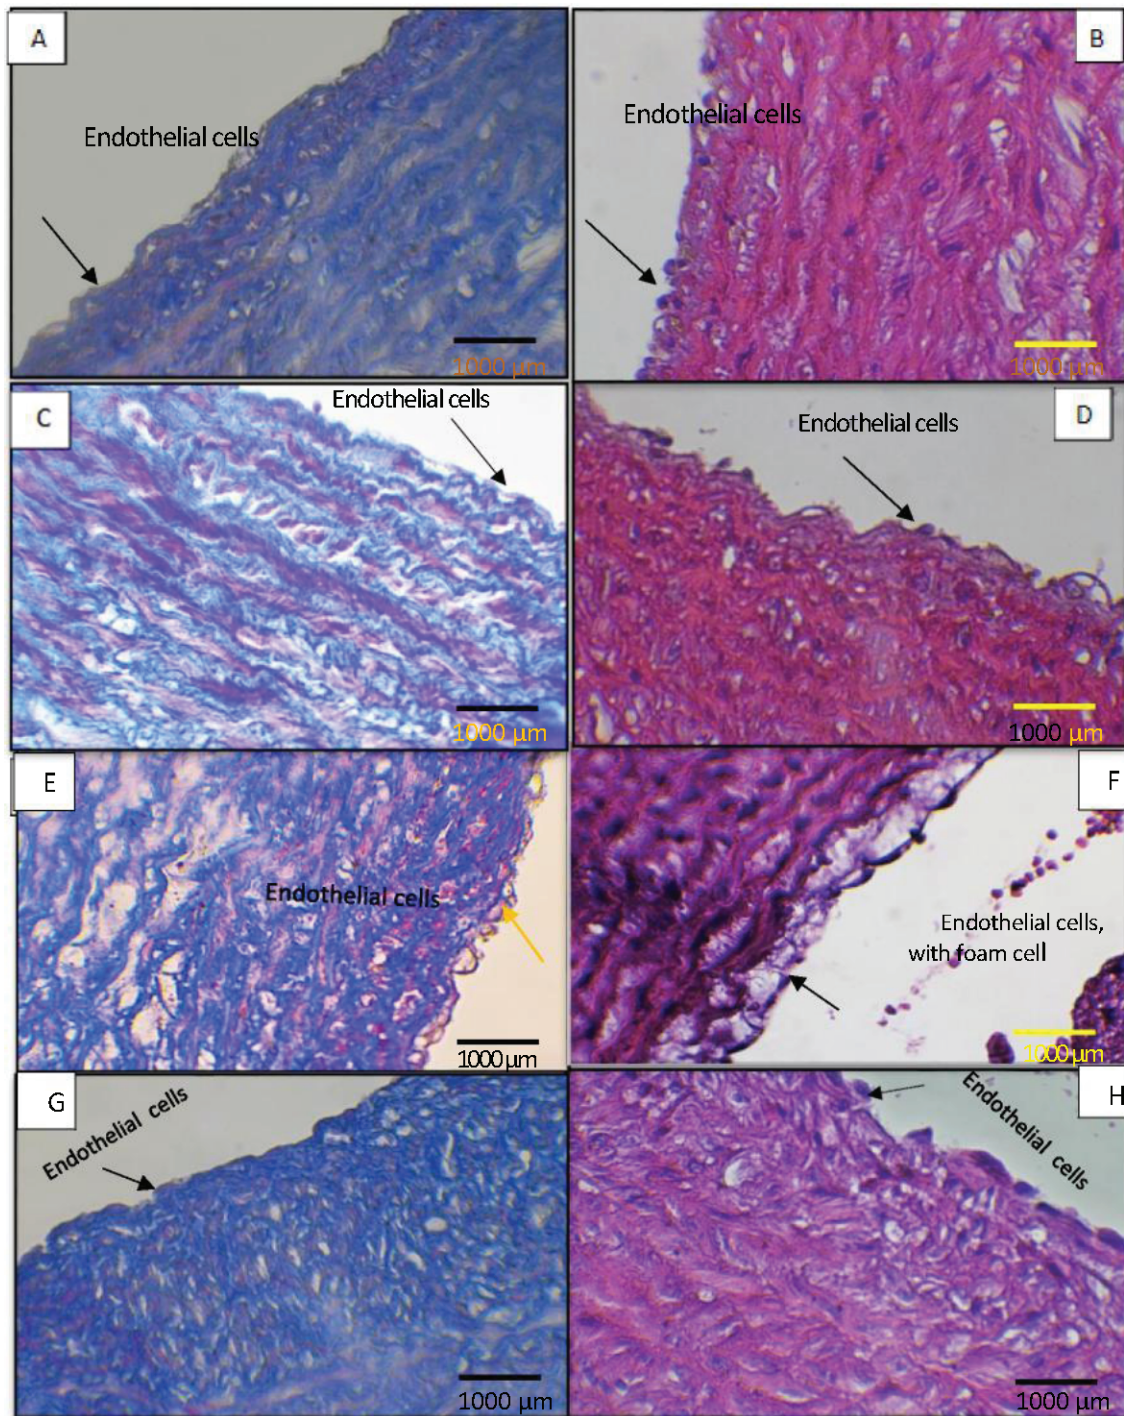 A
Endothelial cells
1000 µm
B
Endothelial cells
1000 µm
C
Endothelial cells
1000 µm
D
Endothelial cells
1000 µm
E
Endothelial cells
1000 µm
F
Endothelial cells,
with foam cell
1000 µm
G
Endothelial cells
1000 µm
H
Endothelial cells
1000 µm